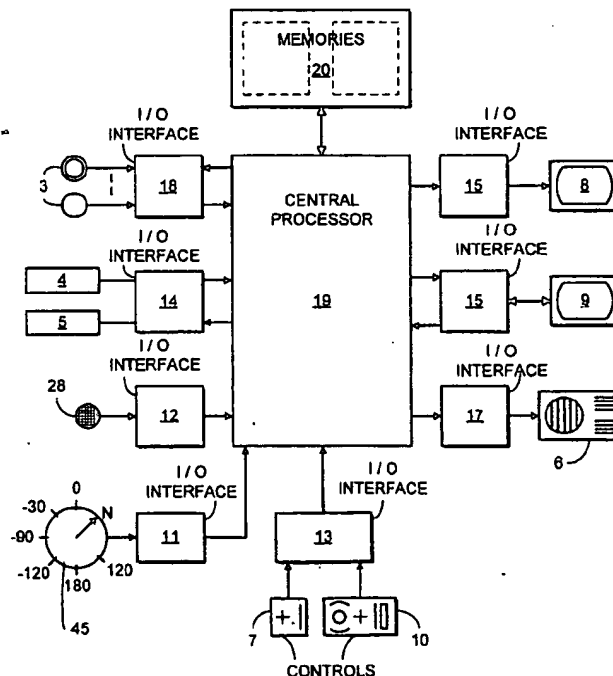 MEMORIES
20
I / O
INTERFACE
18
3
CENTRAL
PROCESSOR
19
I / O
INTERFACE
15
8
I / O
INTERFACE
14
4
5
I / O
INTERFACE
15
9
I / O
INTERFACE
12
28
I / O
INTERFACE
17
6
I / O
INTERFACE
11
0
-30
N
-90
-120
180
120
45
I / O
INTERFACE
13
7
10
CONTROLS